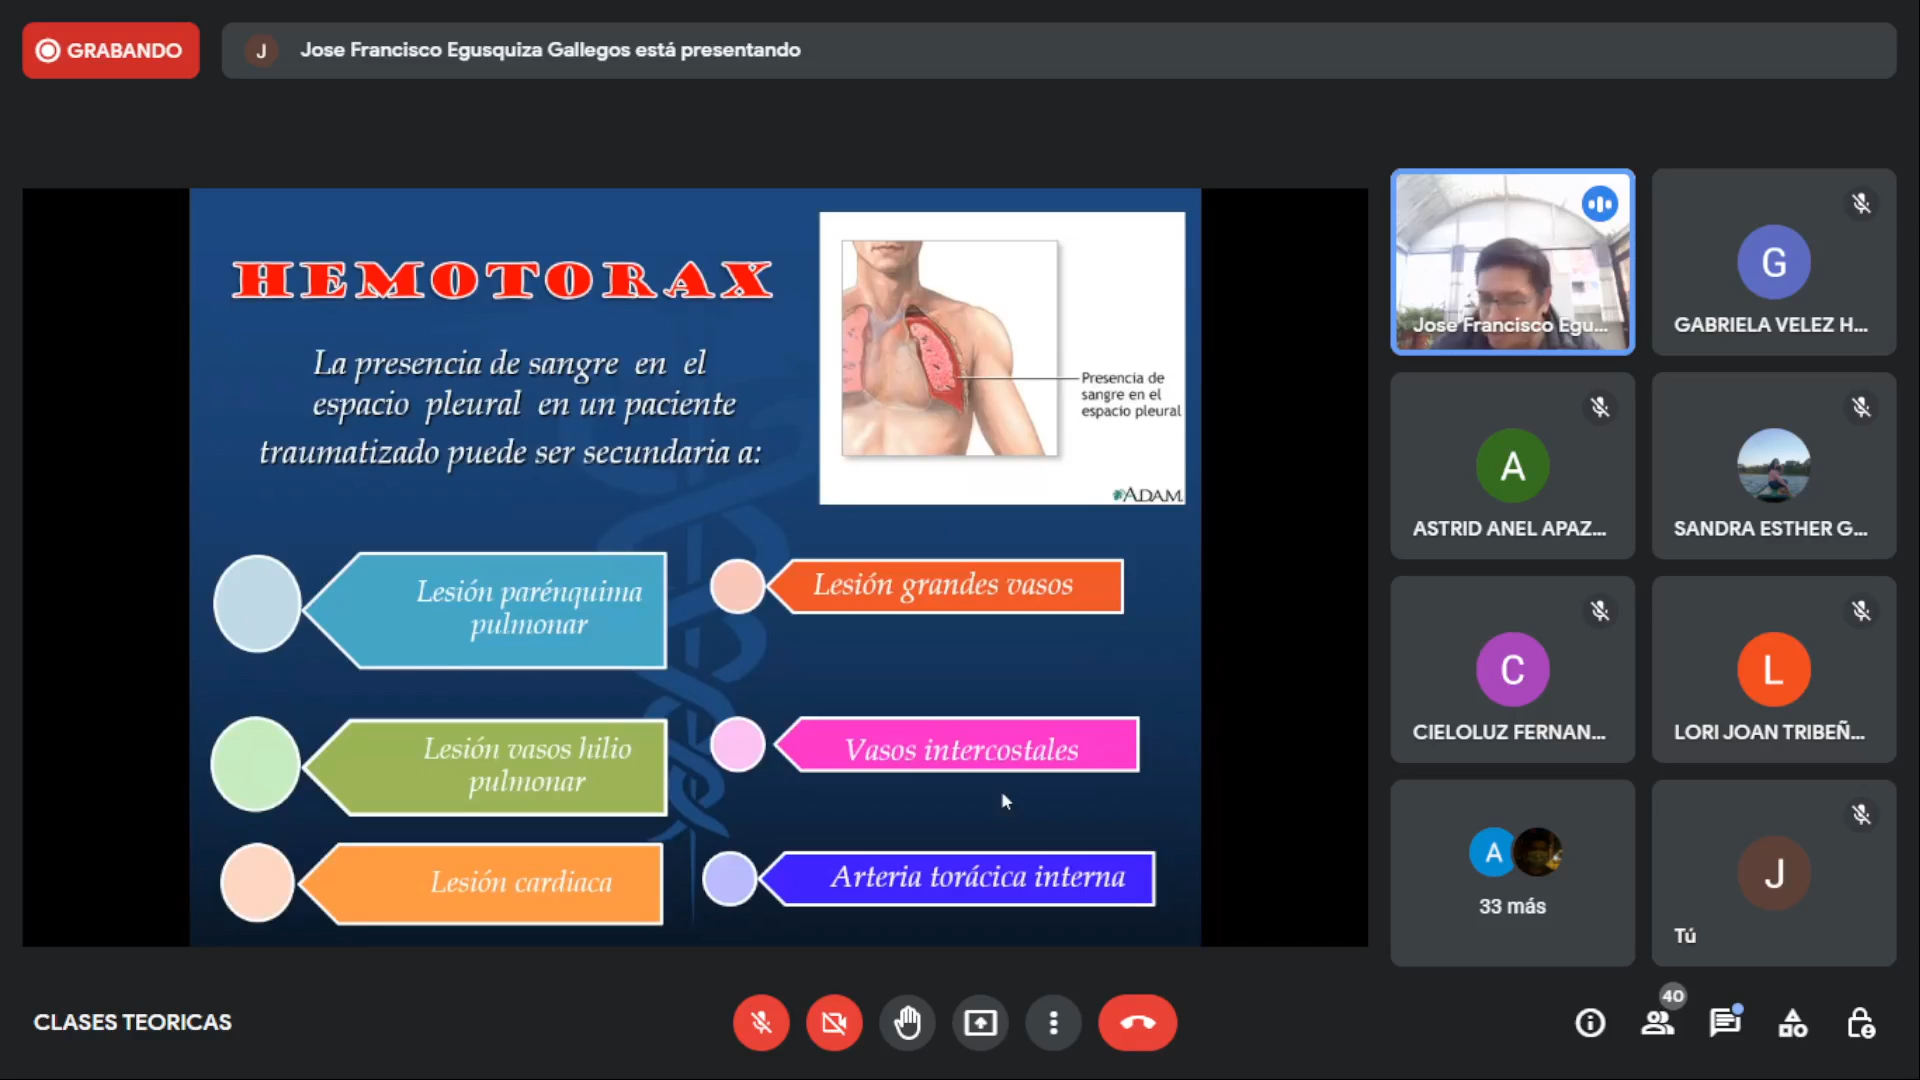 GRABANDO
J
Jose Francisco Egusquiza Gallegos está presentando
HEMOTORAX
La presencia de sangre en el
espacio pleural en un paciente
traumatizado puede ser secundaria a:
Presencia de
sangre en el
espacio pleural
ADAM.
Lesión parénquima
pulmonar
Lesión grandes vasos
Lesión vasos hilio
pulmonar
Vasos intercostales
Lesión cardiaca
Arteria torácica interna
Jose Francisco Egu...
G
GABRIELA VELEZ H...
A
ASTRID ANEL APAZ...
SANDRA ESTHER G...
C
CIELOLUZ FERNAN...
L
LORI JOAN TRIBEÑ...
A
33 más
J
Tú
CLASES TEORICAS
40